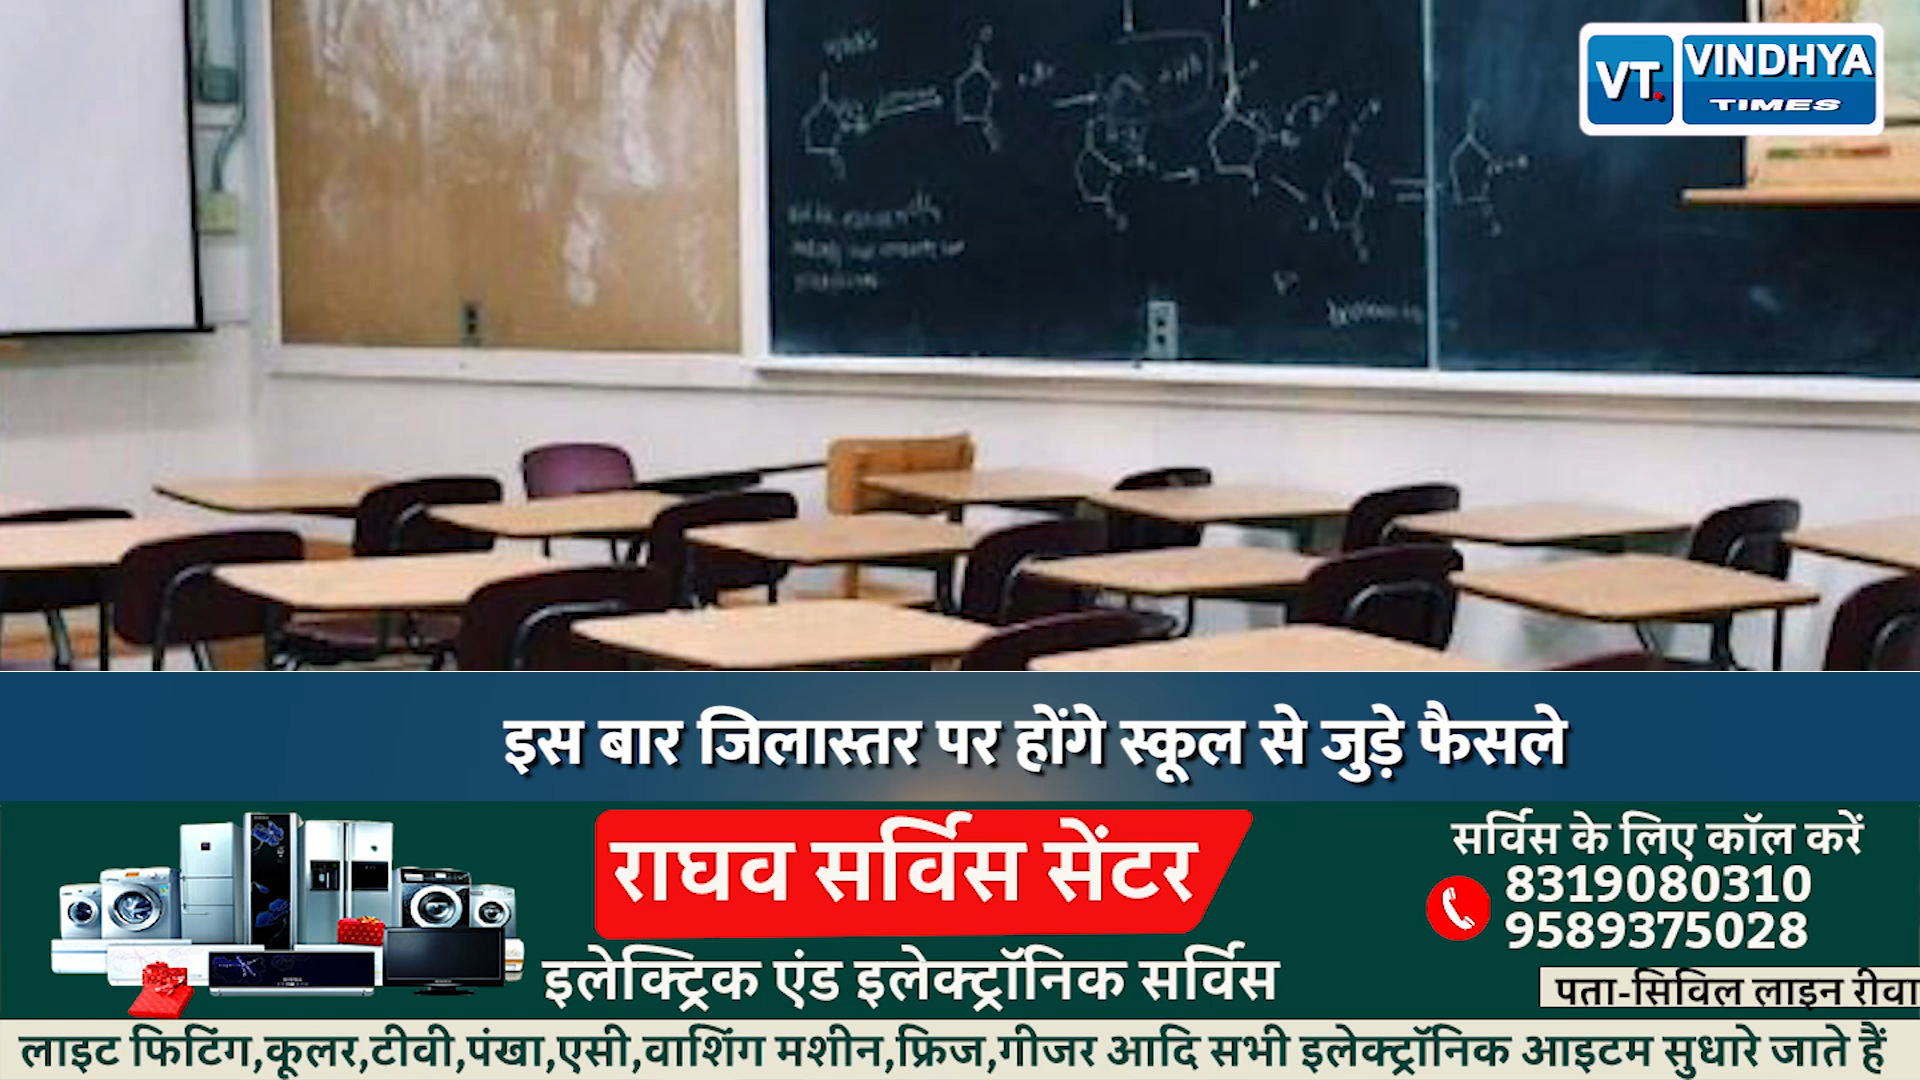 VT.
VINDHYA
TIMES
इस बार जिलास्तर पर होंगे स्कूल से जुड़े फैसले
राघव सर्विस सेंटर
इलेक्ट्रिक एंड इलेक्ट्रॉनिक सर्विस
सर्विस के लिए कॉल करें
8319080310
9589375028
पता-सिविल लाइन रीवा
लाइट फिटिंग,कूलर,टीवी,पंखा,एसी,वाशिंग मशीन,फ्रिज,गीजर आदि सभी इलेक्ट्रॉनिक आइटम सुधारे जाते हैं